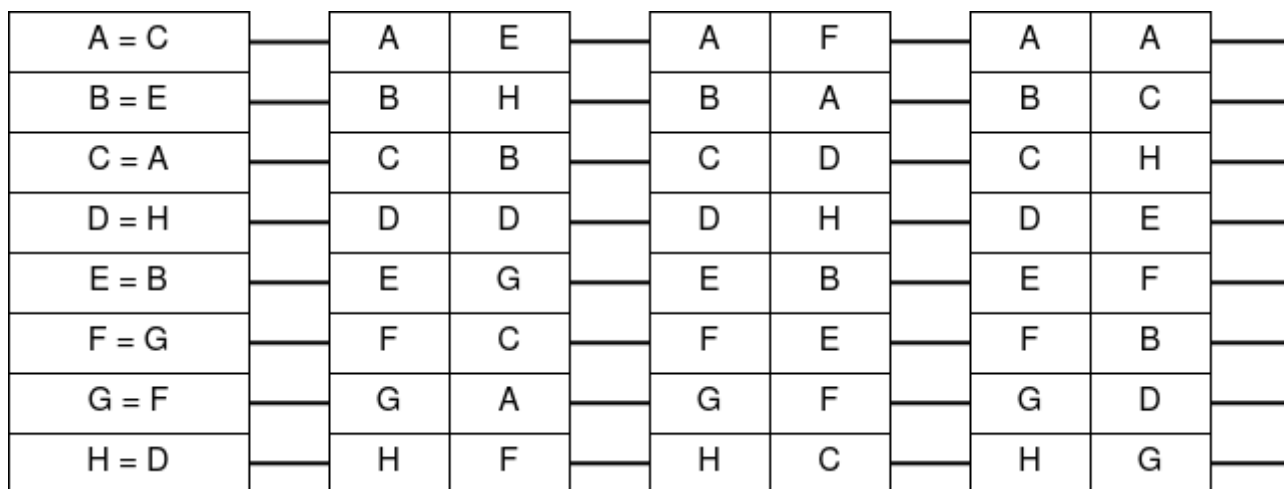 A = C A E A F A A
B = E B H B A B C
C = A C B C D C H
D = H D D D H D E
E = B E G E B E F
F = G F C F E F B
G = F G A G F G D
H = D H F H C H G